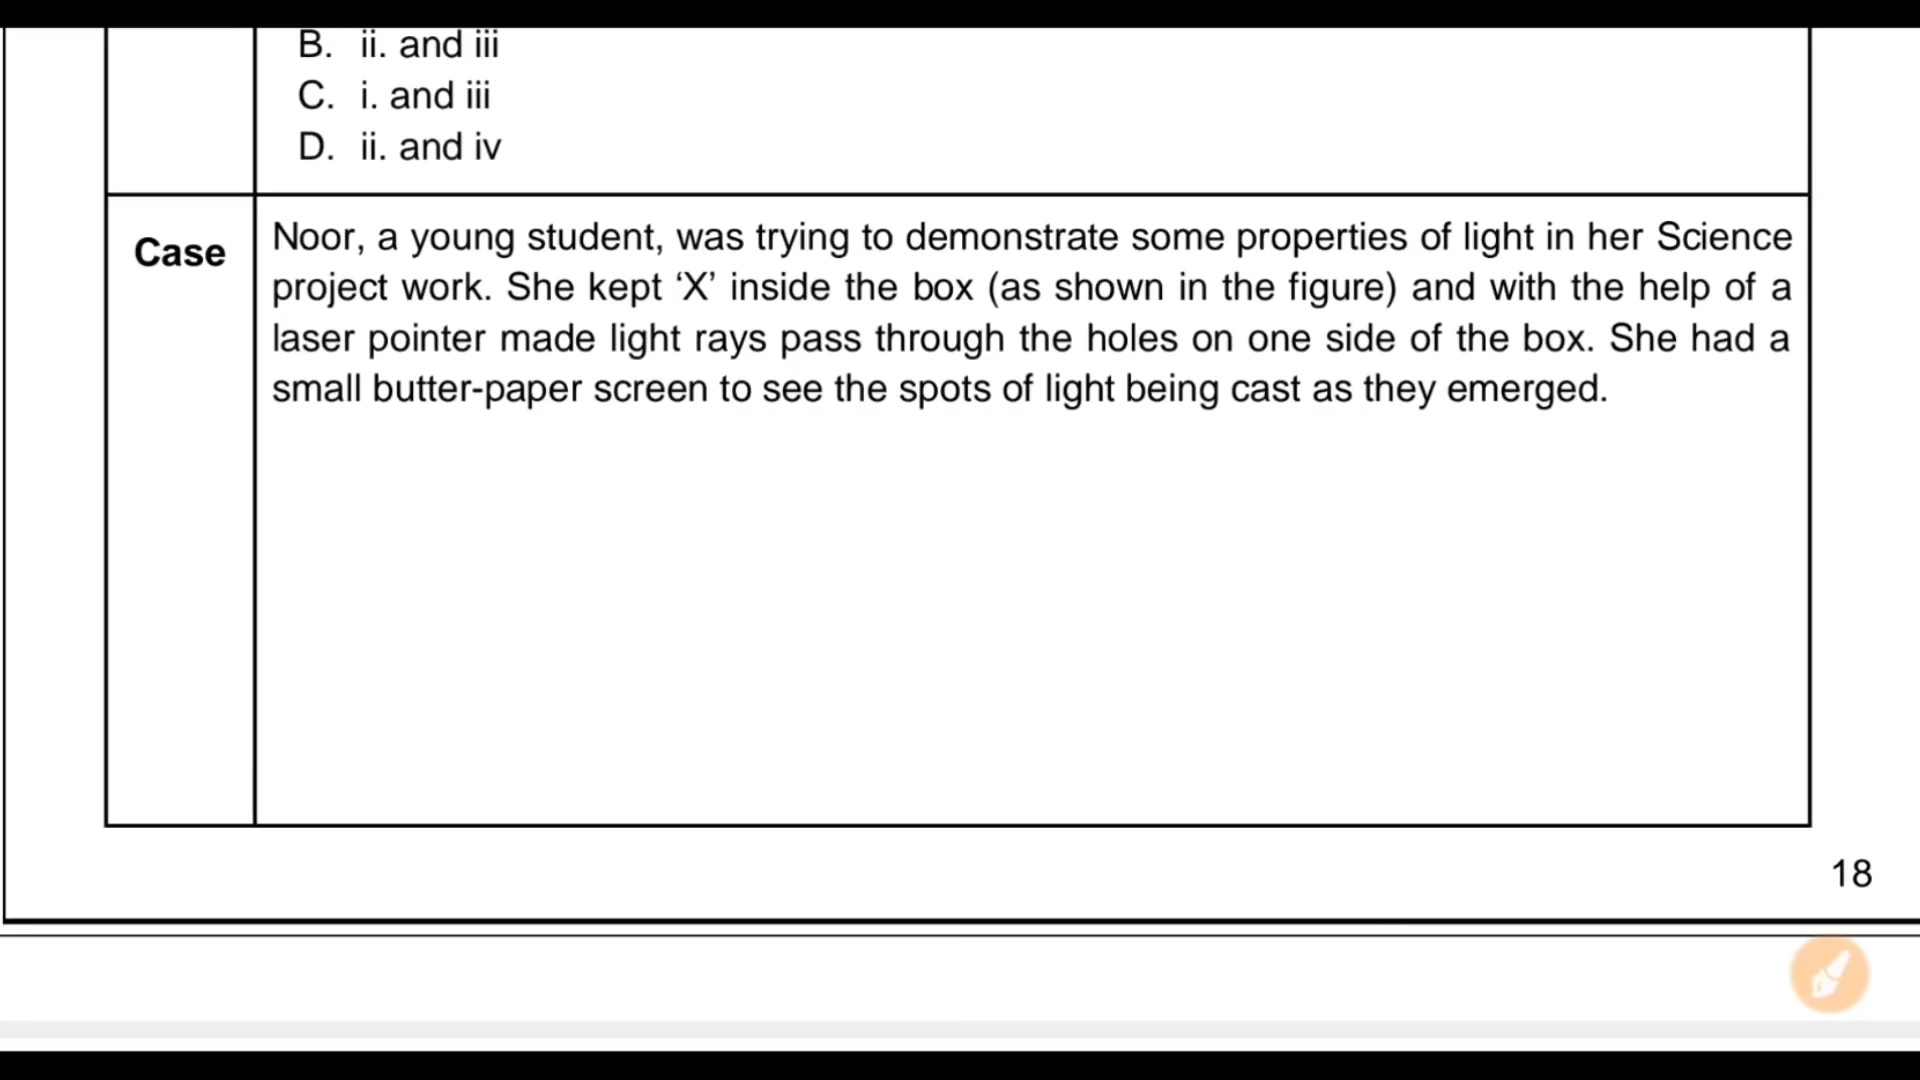 B. ii. and iii
C. i. and iii
D. ii. and iv
Case
Noor, a young student, was trying to demonstrate some properties of light in her Science
project work. She kept ‘X’ inside the box (as shown in the figure) and with the help of a
laser pointer made light rays pass through the holes on one side of the box. She had a
small butter-paper screen to see the spots of light being cast as they emerged.
18